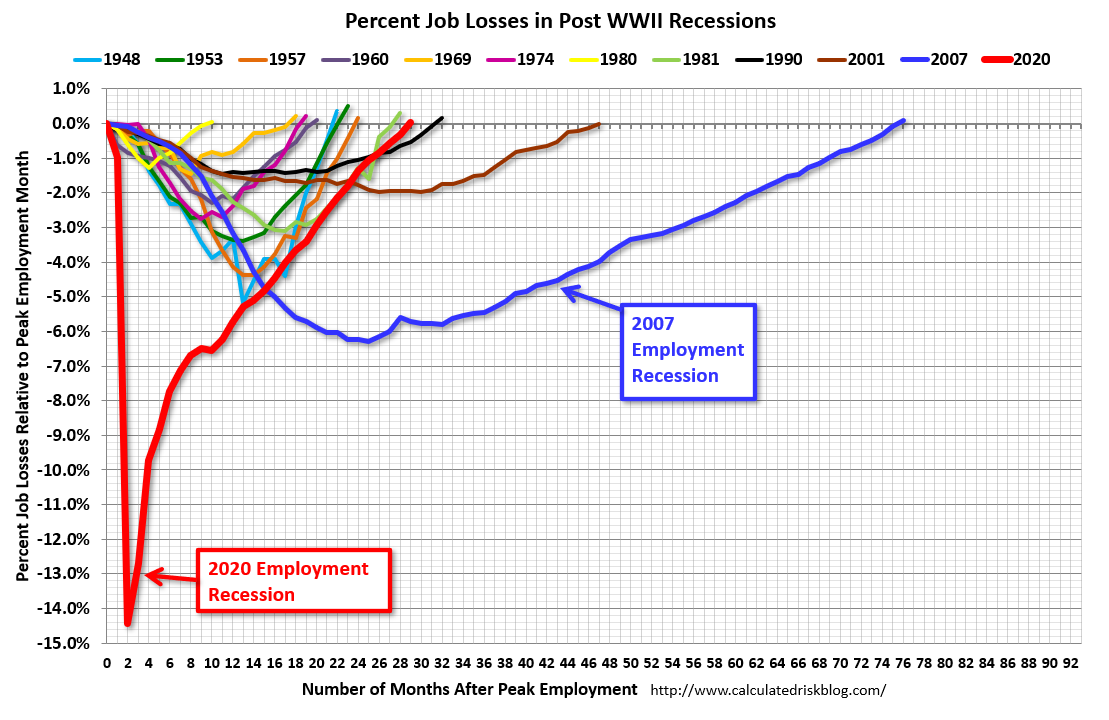 Percent Job Losses in Post WWII Recessions
1948 1953 1957 1960 1969 1974 1980 1981 1990 2001 2007 2020
Percent Job Losses Relative to Peak Employment Month
1.0%
0.0%
-1.0%
-2.0%
-3.0%
-4.0%
-5.0%
-6.0%
-7.0%
-8.0%
-9.0%
-10.0%
-11.0%
-12.0%
-13.0%
-14.0%
-15.0%
2007
Employment
Recession
2020 Employment
Recession
0 2 4 6 8 10 12 14 16 18 20 22 24 26 28 30 32 34 36 38 40 42 44 46 48 50 52 54 56 58 60 62 64 66 68 70 72 74 76 78 80 82 84 86 88 90 92
Number of Months After Peak Employment http://www.calculatedriskblog.com/